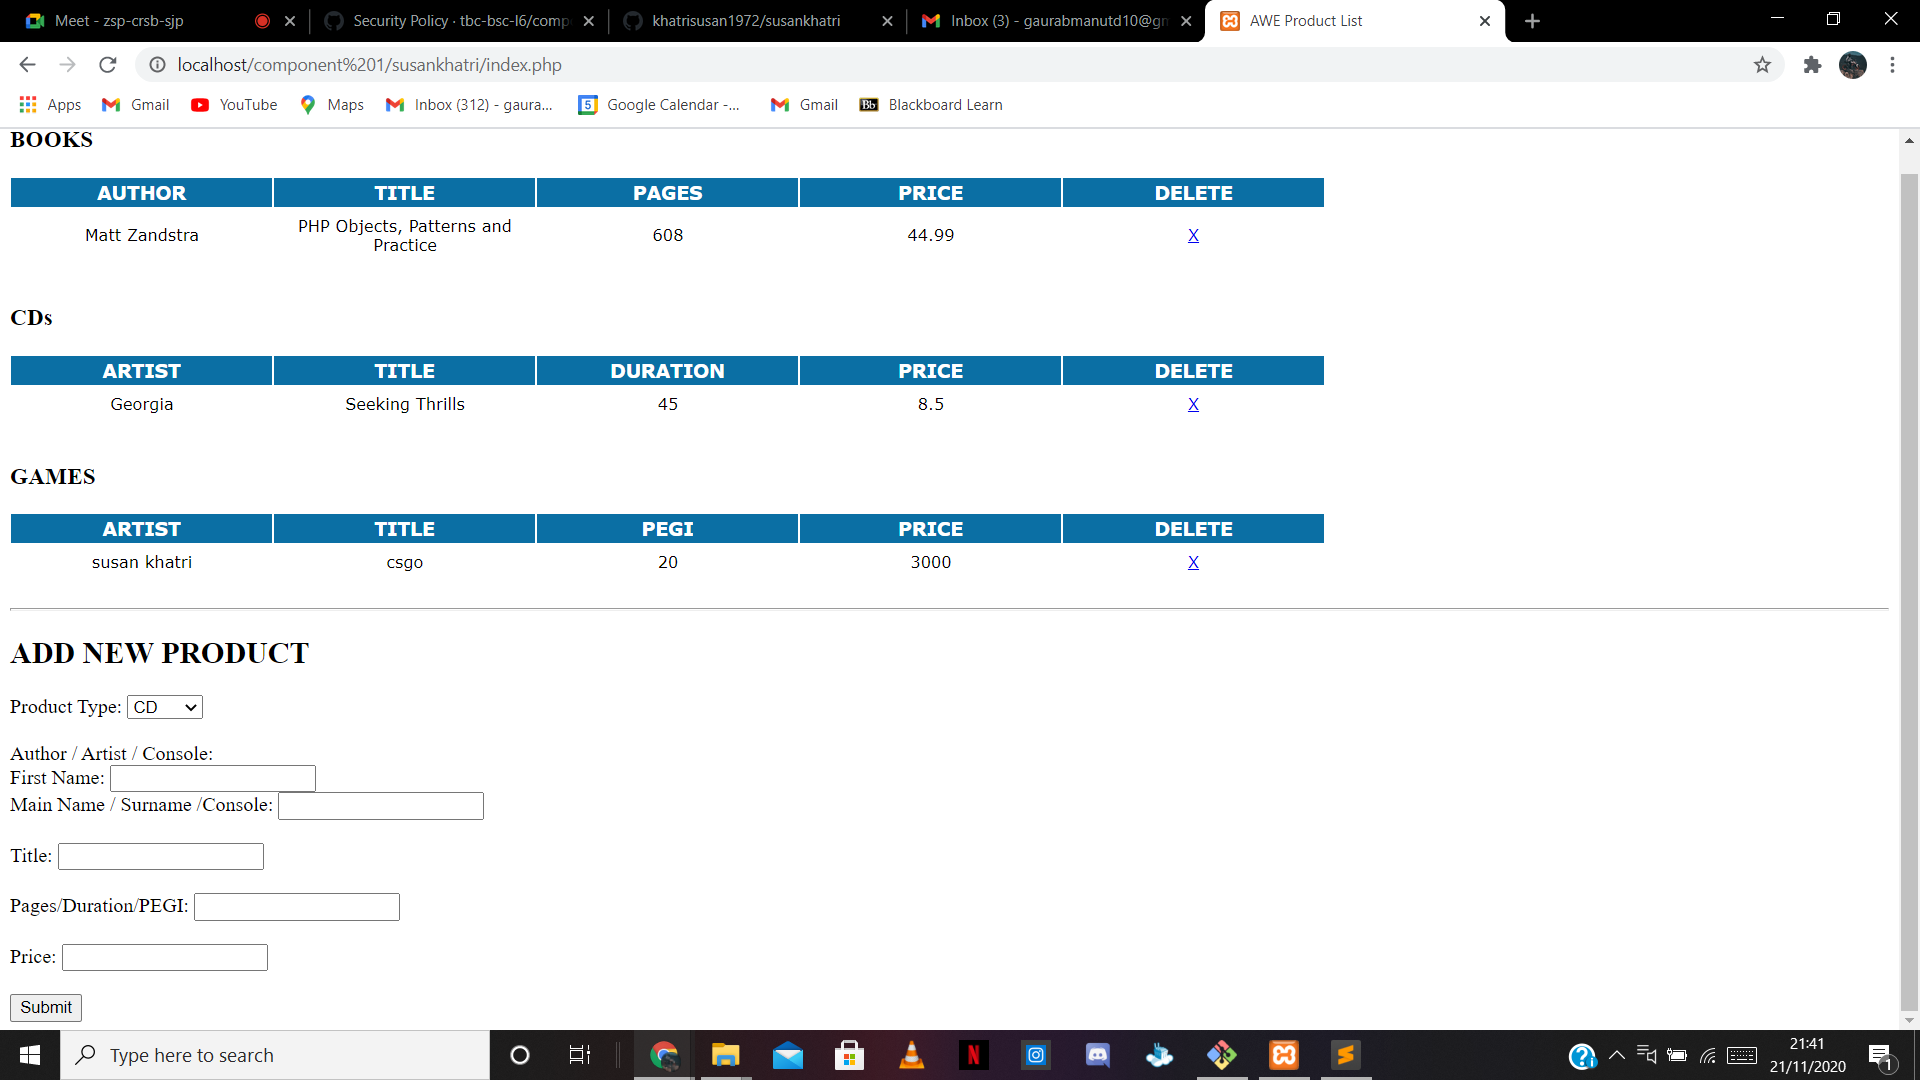 Meet - zsp-crsb-sjp
Security Policy · tbc-bsc-l6/comp
khatrisusan1972/susankhatri
Inbox (3) - gaurabmanutd10@gm
AWE Product List
localhost/component%201/susankhatri/index.php
Apps
Gmail
YouTube
Maps
Inbox (312) - gaura...
5
Google Calendar -...
Gmail
Bb
Blackboard Learn
BOOKS
AUTHOR TITLE PAGES PRICE DELETE
Matt Zandstra PHP Objects, Patterns and Practice 608 44.99 X
CDs
ARTIST TITLE DURATION PRICE DELETE
Georgia Seeking Thrills 45 8.5 X
GAMES
ARTIST TITLE PEGI PRICE DELETE
susan khatri csgo 20 3000 X
ADD NEW PRODUCT
Product Type: CD
Author / Artist / Console:
First Name:
Main Name / Surname /Console:
Title:
Pages/Duration/PEGI:
Price:
Submit
Type here to search
N
21:41
21/11/2020
1